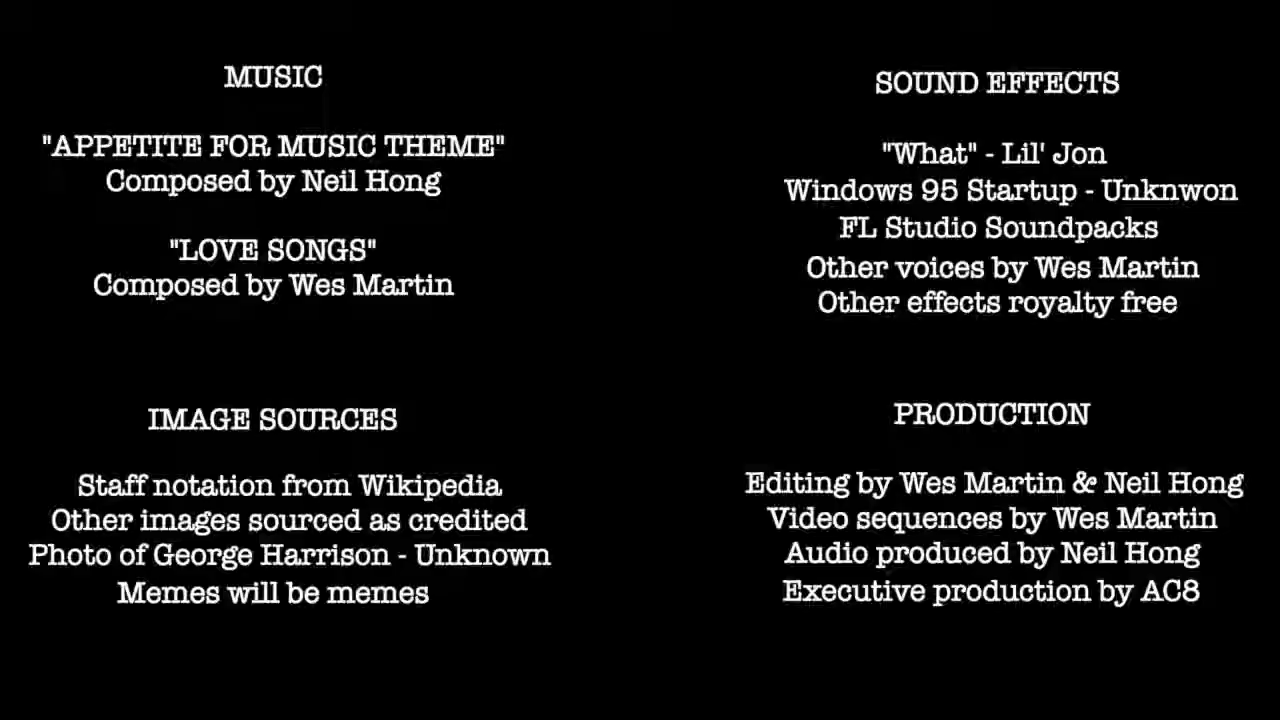 MUSIC
"APPETITE FOR MUSIC THEME"
Composed by Neil Hong
"LOVE SONGS"
Composed by Wes Martin
SOUND EFFECTS
"What" - Lil' Jon
Windows 95 Startup - Unknwon
FL Studio Soundpacks
Other voices by Wes Martin
Other effects royalty free
IMAGE SOURCES
Staff notation from Wikipedia
Other images sourced as credited
Photo of George Harrison - Unknown
Memes will be memes
PRODUCTION
Editing by Wes Martin & Neil Hong
Video sequences by Wes Martin
Audio produced by Neil Hong
Executive production by AC8